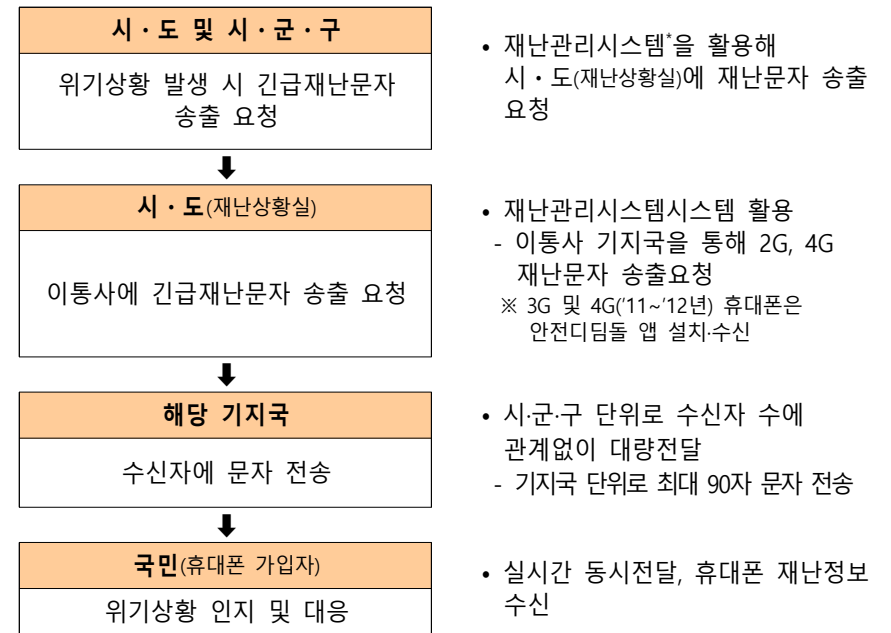 시・도 및 시・군・구
위기상황 발생 시 긴급재난문자
송출 요청
• 재난관리시스템*을 활용해
시・도(재난상황실)에 재난문자 송출
요청
시・도(재난상황실)
이통사에 긴급재난문자 송출 요청
• 재난관리시스템시스템 활용
- 이통사 기지국을 통해 2G, 4G
재난문자 송출요청
※ 3G 및 4G('11~'12년) 휴대폰은
안전디딤돌 앱 설치·수신
해당 기지국
수신자에 문자 전송
• 시·군·구 단위로 수신자 수에
관계없이 대량전달
- 기지국 단위로 최대 90자 문자 전송
국민(휴대폰 가입자)
위기상황 인지 및 대응
• 실시간 동시전달, 휴대폰 재난정보
수신